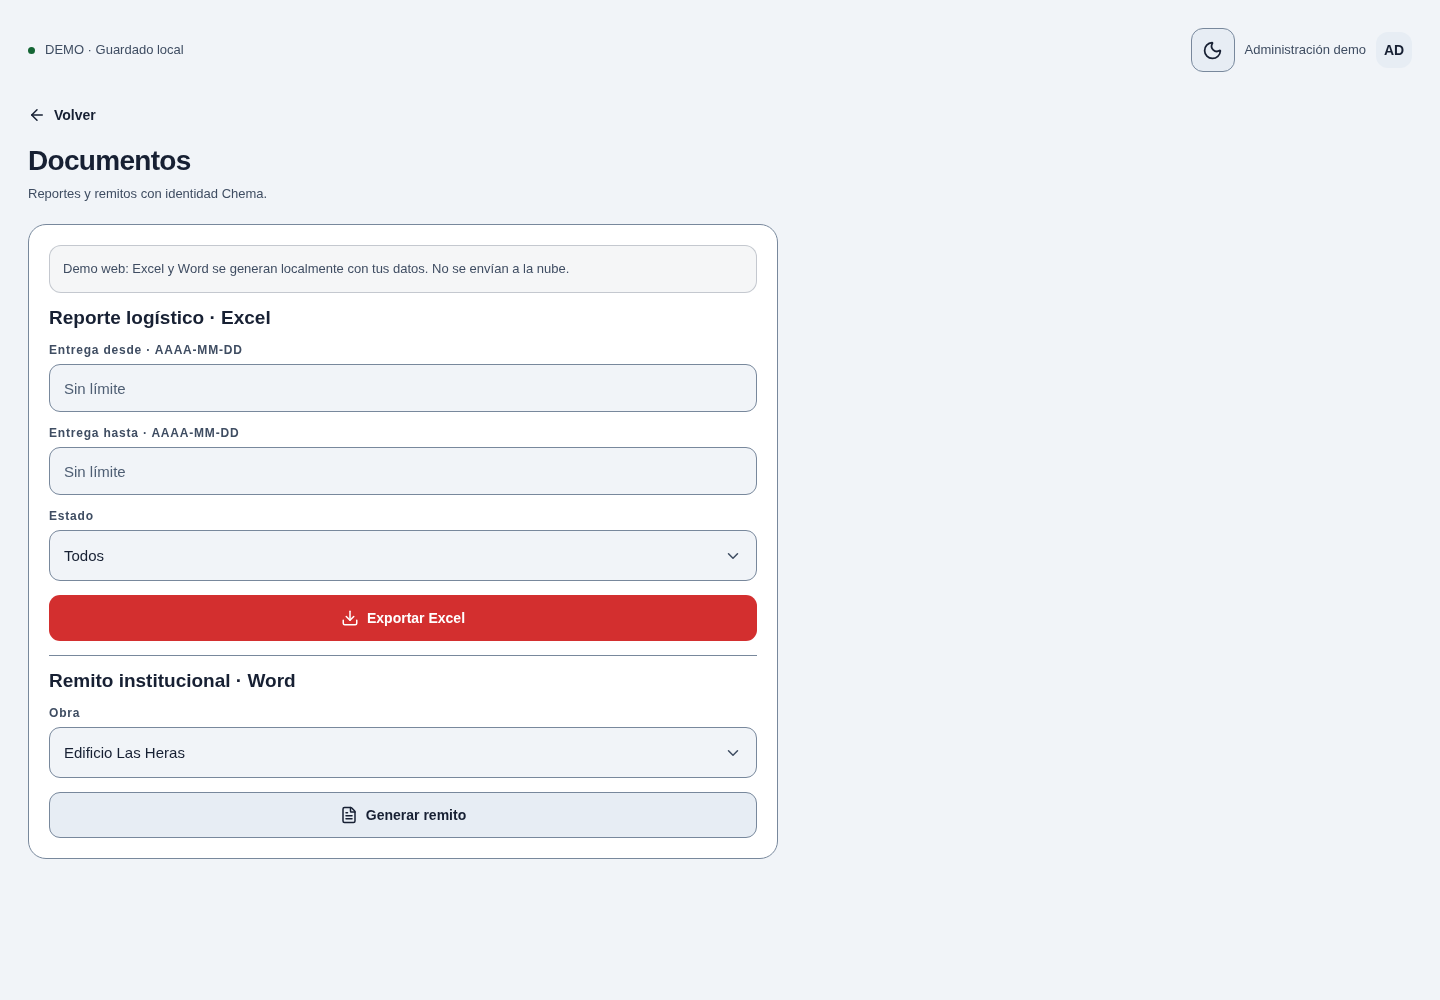 DEMO · Guardado local
Administración demo
AD
Volver
Documentos
Reportes y remitos con identidad Chema.
Demo web: Excel y Word se generan localmente con tus datos. No se envían a la nube.
Reporte logístico · Excel
Entrega desde · AAAA-MM-DD
Sin límite
Entrega hasta · AAAA-MM-DD
Sin límite
Estado
Todos
Exportar Excel
Remito institucional · Word
Obra
Edificio Las Heras
Generar remito